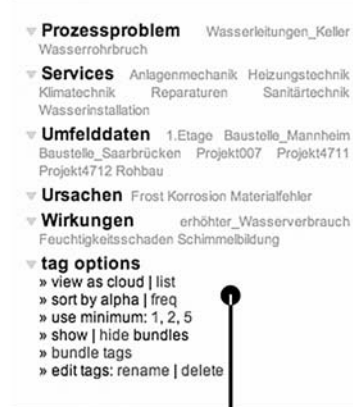 Prozessproblem Wasserleitungen_Keller
Wasserrohrbruch
Services Anlagenmechanik Heizungstechnik
Klimatechnik Reparaturen Sanitärtechnik
Wasserinstallation
Umfelddaten 1.Etage Baustelle_Mannheim
Baustelle_Saarbrücken Projekt007 Projekt4711
Projekt4712 Rohbau
Ursachen Frost Korrosion Materialfehler
Wirkungen erhöhter_Wasserverbrauch
Feuchtigkeitsschaden Schimmelbildung
tag options
» view as cloud | list
» sort by alpha | freq
» use minimum: 1, 2, 5
» show | hide bundles
» bundle tags
» edit tags: rename | delete